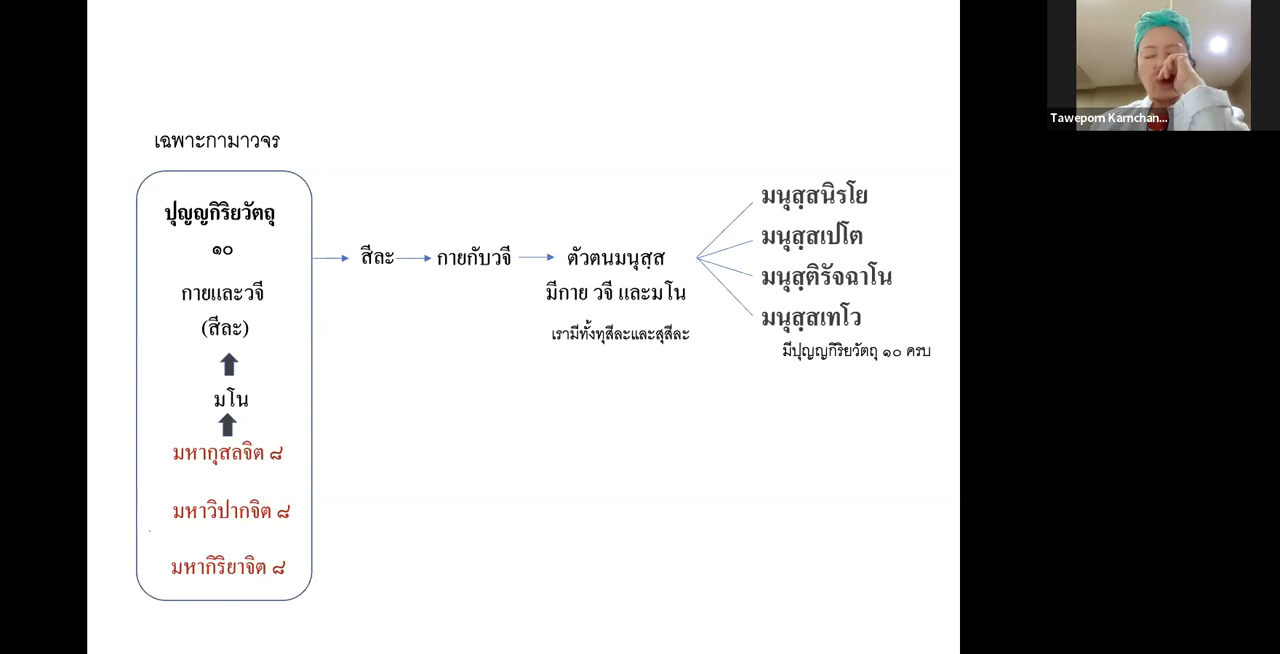 เฉพาะกามาวจร
ปุญญกิริยวัตถุ
๑๐
กายและวจี
(สีละ)
มโน
มหากุสลจิต ๘
มหาวิปากจิต ๘
มหากิริยาจิต ๘
สีละ
กายกับวจี
ตัวตนมนุสฺส
มีกาย วจี และมโน
เรามีทั้งทุสีละและสุสีละ
มนุสฺสนิรโย
มนุสฺสเปโต
มนุสฺติรัจฉาโน
มนุสฺสเทโว
มีปุญญกิริยวัตถุ ๑๐ ครบ
Taweporn Karnchan...